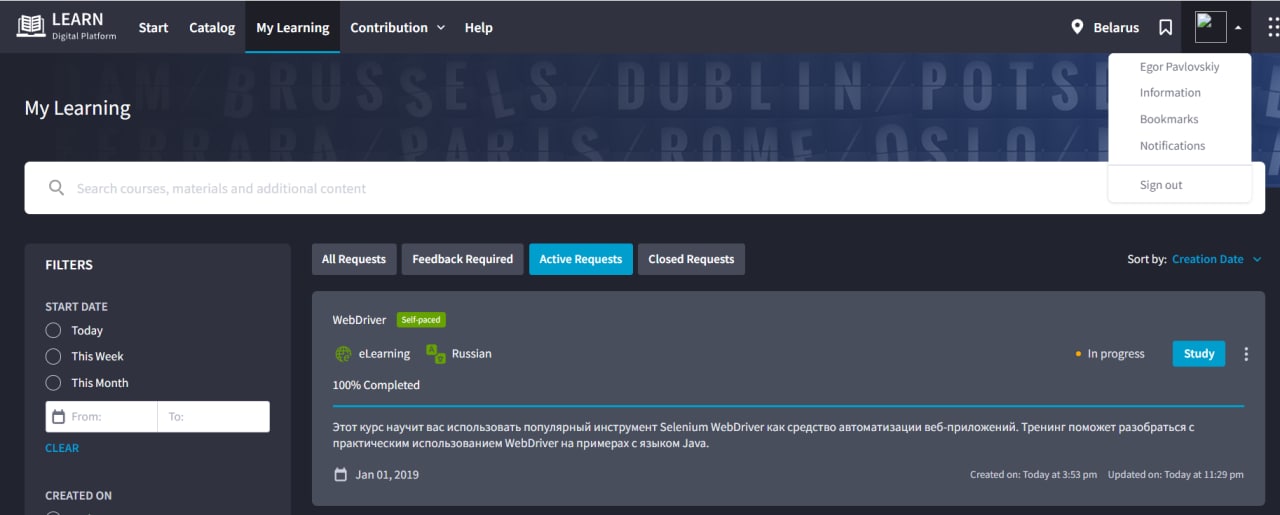 LEARN
Digital Platform
Start
Catalog
My Learning
Contribution
Help
Belarus
Egor Pavlovskiy
Information
Bookmarks
Notifications
Sign out
BRUSSELS/DUBLIN/POTS
PARIS/ROME/OSLO/
My Learning
Search courses, materials and additional content
FILTERS
START DATE
Today
This Week
This Month
From:
To:
CLEAR
CREATED ON
All Requests
Feedback Required
Active Requests
Closed Requests
Sort by: Creation Date
WebDriver
Self-paced
eLearning
Russian
In progress
Study
100% Completed
Этот курс научит вас использовать популярный инструмент Selenium WebDriver как средство автоматизации веб-приложений. Тренинг поможет разобраться с
практическим использованием WebDriver на примерах с языком Java.
Jan 01, 2019
Created on: Today at 3:53 pm
Updated on: Today at 11:29 pm